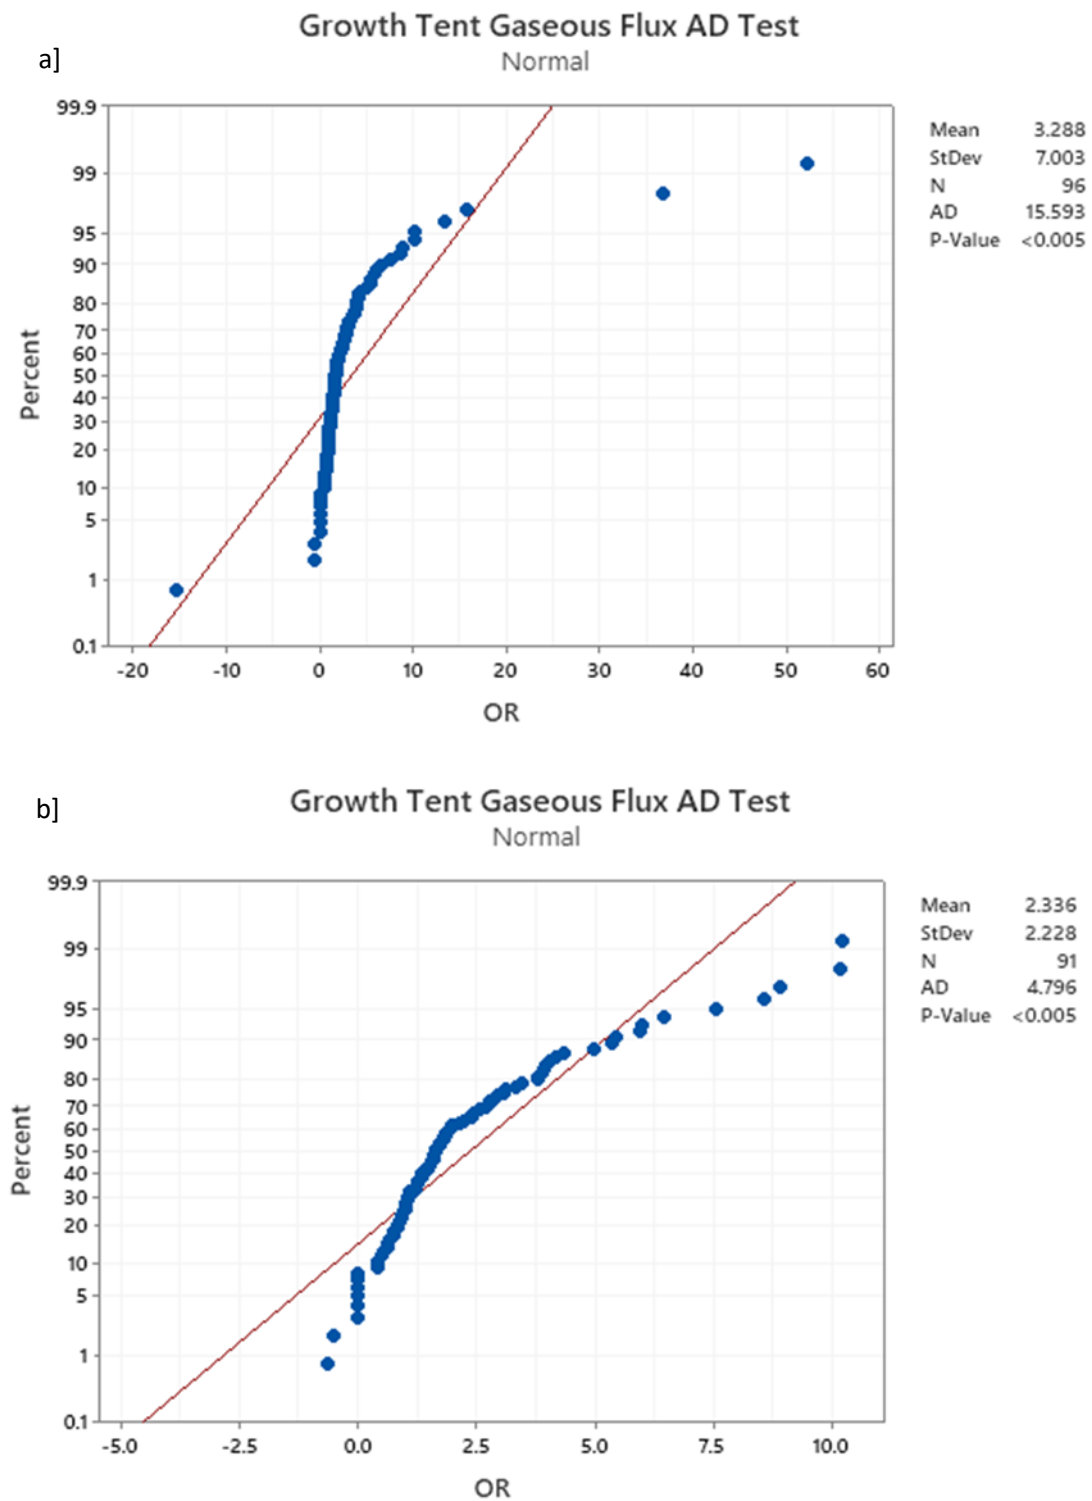 Growth Tent Gaseous Flux AD Test
a]
Normal
99.9
99
95
90
80
70
60
50
40
30
20
10
5
1
0.1
Percent
-20 -10 0 10 20 30 40 50 60
OR
Mean 3.288
StDev 7.003
N 96
AD 15.593
P-Value <0.005
b]
Growth Tent Gaseous Flux AD Test
Normal
99.9
99
95
90
80
70
60
50
40
30
20
10
5
1
0.1
Percent
-5.0 -2.5 0.0 2.5 5.0 7.5 10.0
OR
Mean 2.336
StDev 2.228
N 91
AD 4.796
P-Value <0.005